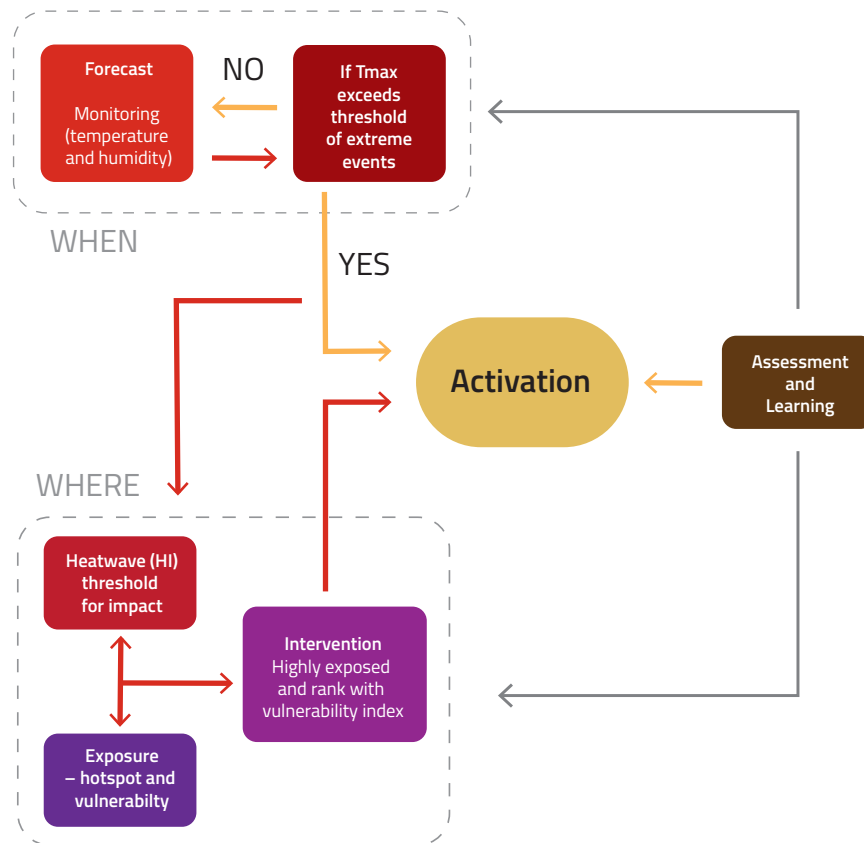 Forecast
Monitoring
(temperature
and humidity)
NO
If Tmax
exceeds
threshold
of extreme
events
WHEN
YES
Activation
Assessment
and
Learning
WHERE
Heatwave (HI)
threshold
for impact
Intervention
Highly exposed
and rank with
vulnerability index
Exposure
– hotspot and
vulnerabilty